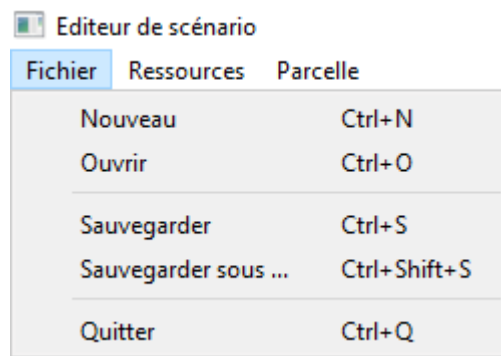 Editeur de scénario
Fichier Ressources Parcelle
Nouveau Ctrl+N
Ouvrir Ctrl+O
Sauvegarder Ctrl+S
Sauvegarder sous ... Ctrl+Shift+S
Quitter Ctrl+Q